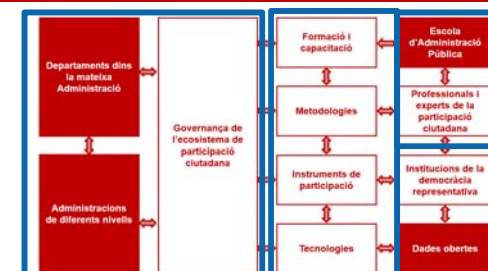 Departaments dins
la mateixa
Administració
Administracions
de diferents nivells
Governança de
l'ecosistema de
participació
ciutadana
Formació i
capacitació
Metodologies
Instruments de
participació
Tecnologies
Escola
d'Administració
Pública
Professionals i
experts de la
participació
ciutadana
Institucions de la
democràcia
representativa
Dades obertes